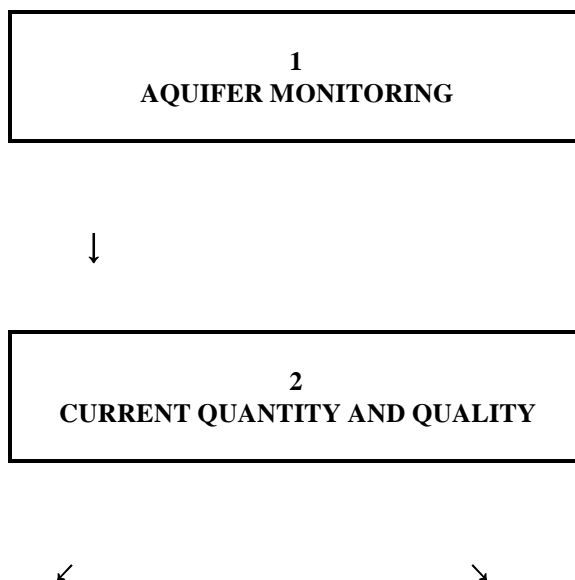 1
AQUIFER MONITORING
↓
2
CURRENT QUANTITY AND QUALITY
↙ ↘